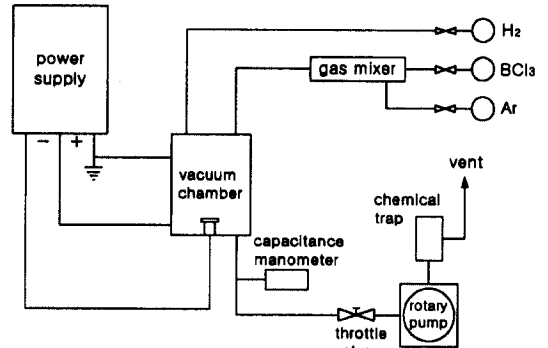 power
supply
− +
H₂
gas mixer
BCl₃
Ar
vacuum
chamber
vent
chemical
trap
capacitance
manometer
rotary
pump
throttle